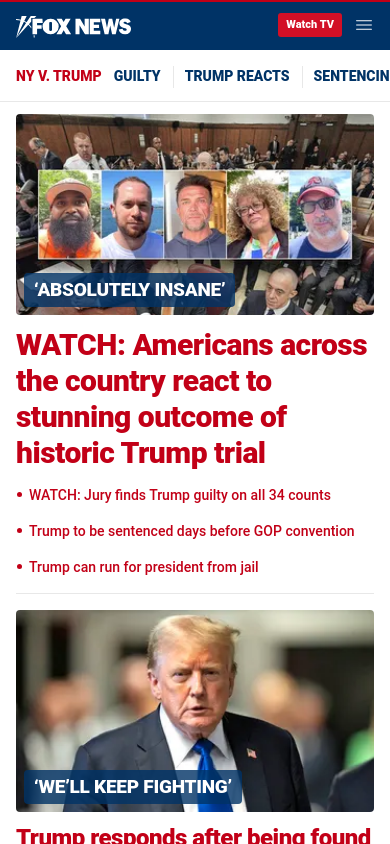 FOX NEWS
Watch TV
NY V. TRUMP GUILTY TRUMP REACTS SENTENCIN
‘ABSOLUTELY INSANE’
WATCH: Americans across
the country react to
stunning outcome of
historic Trump trial
WATCH: Jury finds Trump guilty on all 34 counts
Trump to be sentenced days before GOP convention
Trump can run for president from jail
‘WE’LL KEEP FIGHTING’
Trump responds after being found